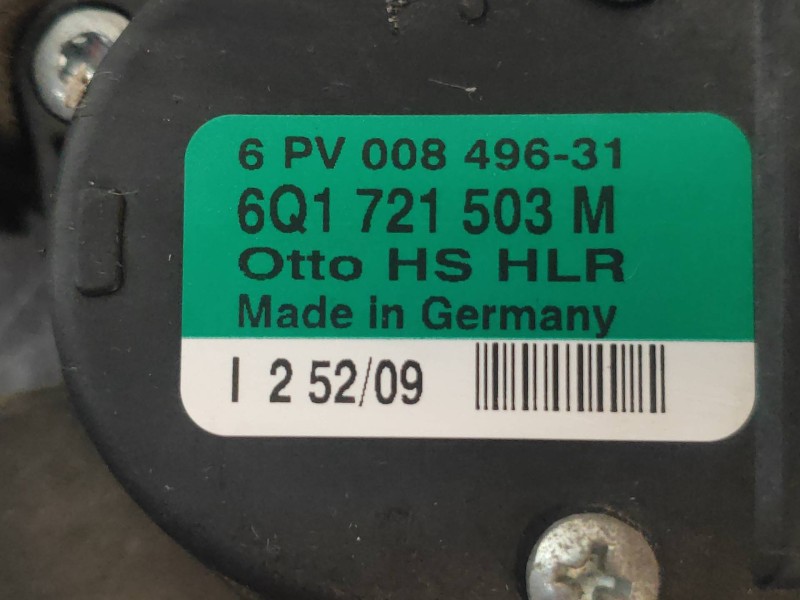 6 PV 008 496-31
6Q1 721 503 M
Otto HS HLR
Made in Germany
I 2 52/09